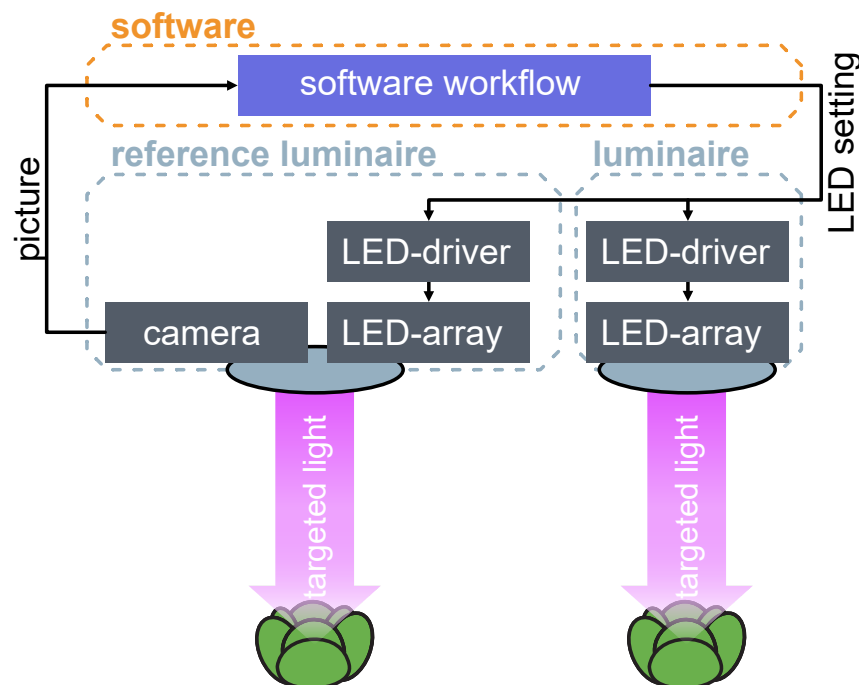 software
software workflow
LED setting
reference luminaire
luminaire
picture
LED-driver
LED-driver
camera
LED-array
LED-array
targeted light
targeted light